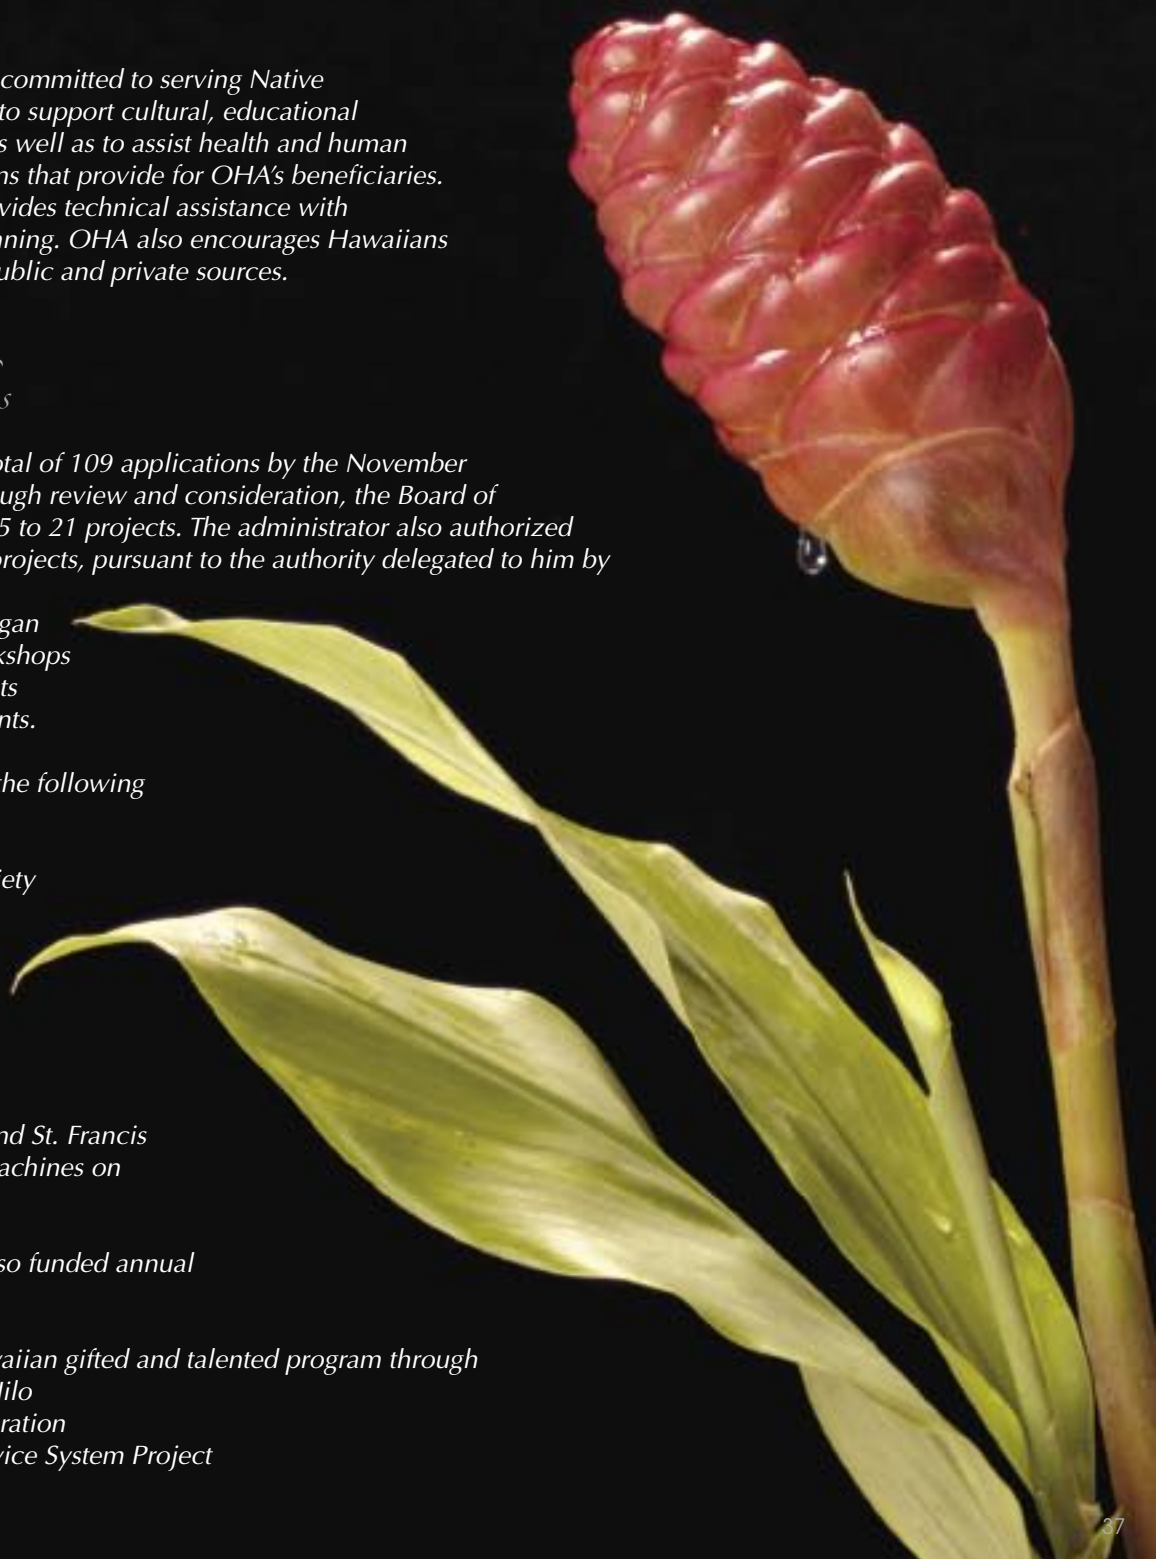 committed to serving Native
to support cultural, educational
s well as to assist health and human
ns that provide for OHA’s beneficiaries.
vides technical assistance with
nning. OHA also encourages Hawaiians
ublic and private sources.
s
otal of 109 applications by the November
ugh review and consideration, the Board of
5 to 21 projects. The administrator also authorized
projects, pursuant to the authority delegated to him by
gan
kshops
ts
nts.
the following
iety
nd St. Francis
achines on
so funded annual
vaiian gifted and talented program through
Hilo
ration
vice System Project
37